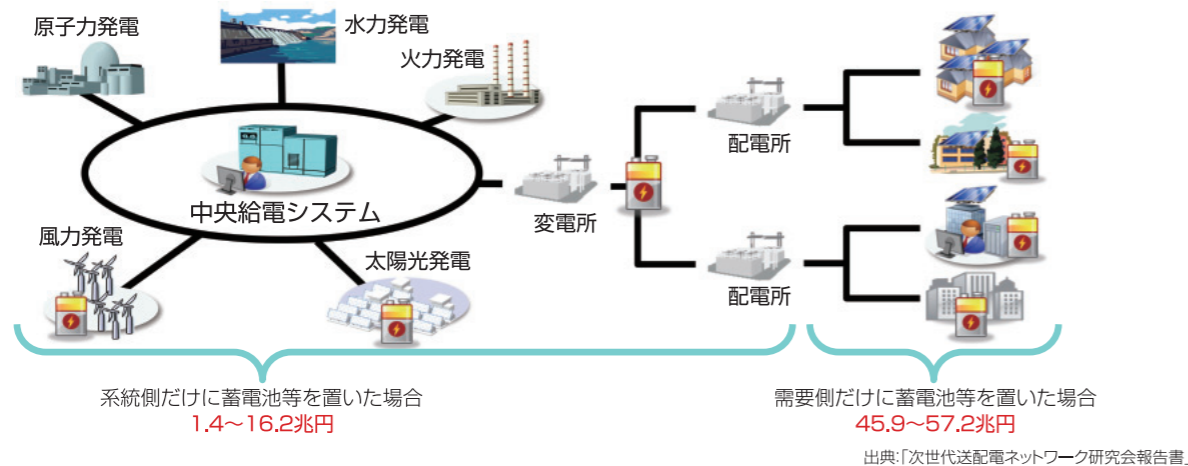 原子力発電
水力発電
火力発電
中央給電システム
風力発電
太陽光発電
変電所
配電所
配電所
系統側だけに蓄電池等を置いた場合
1.4〜16.2兆円
需要側だけに蓄電池等を置いた場合
45.9〜57.2兆円
出典:「次世代送配電ネットワーク研究会報告書」